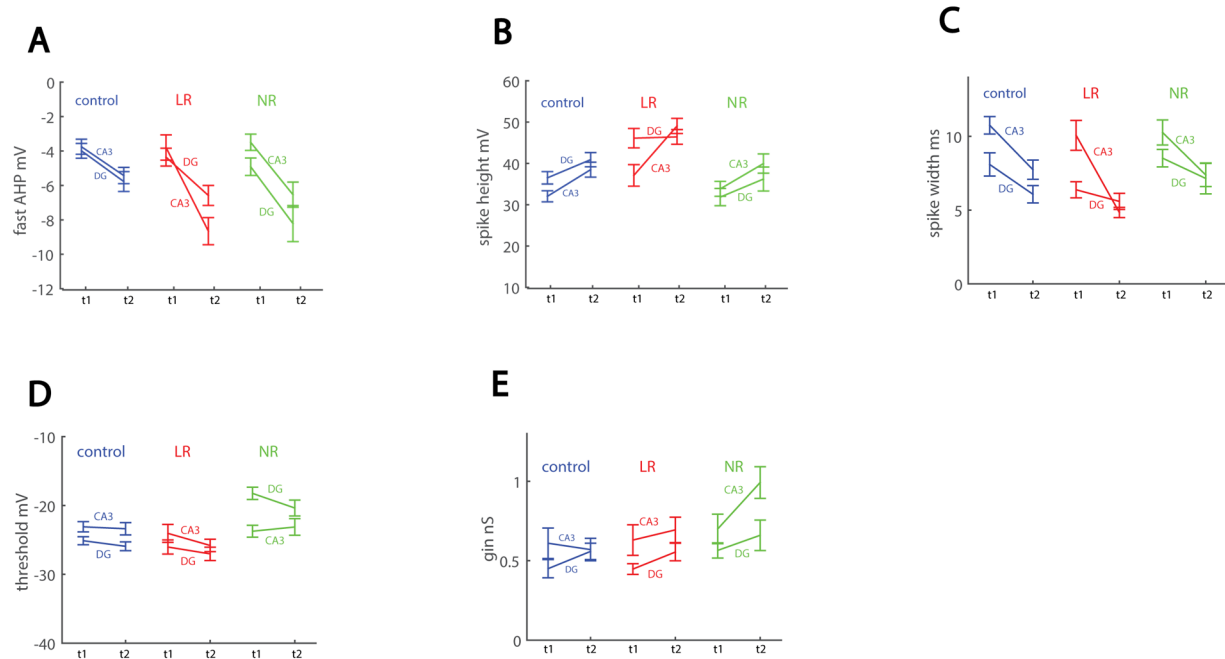 A
fast AHP mV
0
-2
-4
-6
-8
-10
-12
control
LR
NR
CA3
DG
DG
CA3
CA3
DG
t1 t2 t1 t2 t1 t2
B
spike height mV
60
50
40
30
20
10
control
LR
NR
DG
CA3
DG
CA3
CA3
DG
t1 t2 t1 t2 t1 t2
C
spike width ms
10
5
0
control
LR
NR
CA3
DG
CA3
DG
CA3
DG
t1 t2 t1 t2 t1 t2
D
threshold mV
-10
-20
-30
-40
control
LR
NR
CA3
DG
CA3
DG
DG
CA3
t1 t2 t1 t2 t1 t2
E
gin nS
1
0.5
0
control
LR
NR
CA3
DG
CA3
DG
CA3
DG
t1 t2 t1 t2 t1 t2